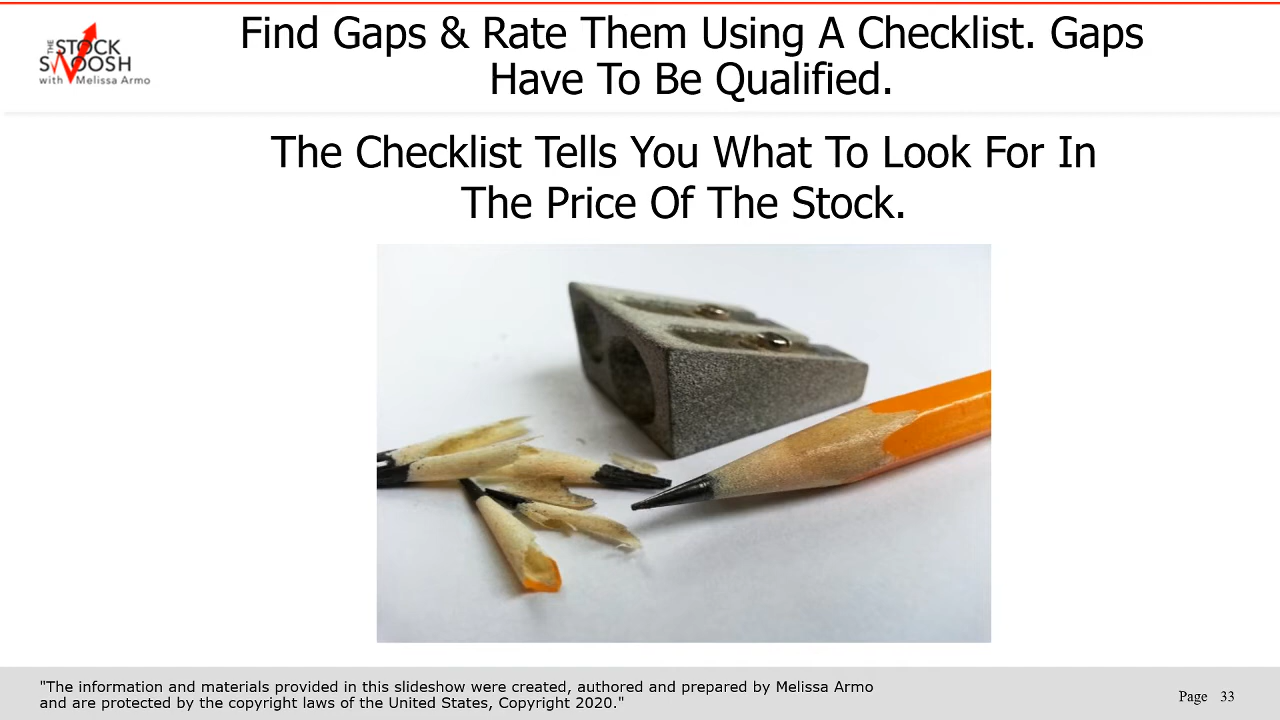 THE
STOCK
SWOOSH
with Melissa Armo
Find Gaps & Rate Them Using A Checklist. Gaps
Have To Be Qualified.
The Checklist Tells You What To Look For In
The Price Of The Stock.
"The information and materials provided in this slideshow were created, authored and prepared by Melissa Armo
and are protected by the copyright laws of the United States, Copyright 2020."
Page 33